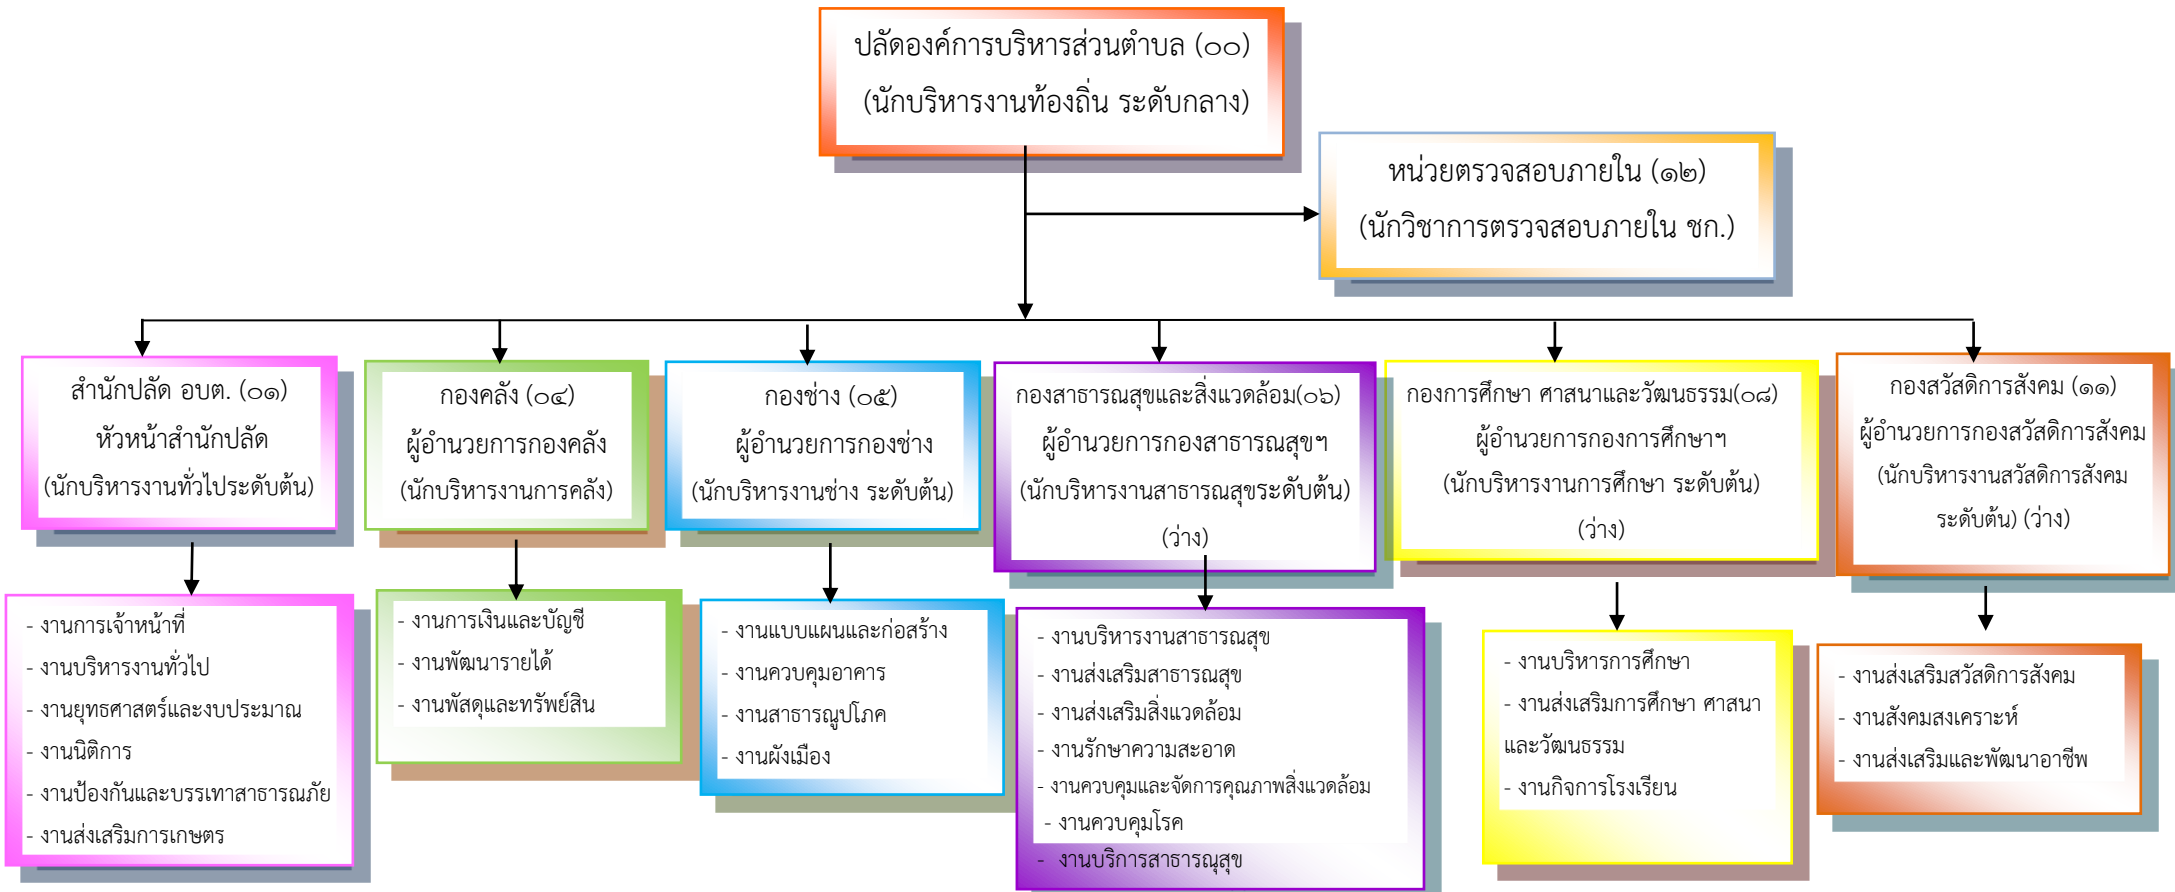 ปลัดองค์การบริหารส่วนตำบล (๐๐)
(นักบริหารงานท้องถิ่น ระดับกลาง)
หน่วยตรวจสอบภายใน (๑๒)
(นักวิชาการตรวจสอบภายใน ชก.)
สำนักปลัด อบต. (๐๑)
หัวหน้าสำนักปลัด
(นักบริหารงานทั่วไประดับต้น)
กองคลัง (๐๔)
ผู้อำนวยการกองคลัง
(นักบริหารงานการคลัง)
กองช่าง (๐๕)
ผู้อำนวยการกองช่าง
(นักบริหารงานช่าง ระดับต้น)
กองสาธารณสุขและสิ่งแวดล้อม(๐๖)
ผู้อำนวยการกองสาธารณสุขฯ
(นักบริหารงานสาธารณสุขระดับต้น)
(ว่าง)
กองการศึกษา ศาสนาและวัฒนธรรม(๐๘)
ผู้อำนวยการกองการศึกษาฯ
(นักบริหารงานการศึกษา ระดับต้น)
(ว่าง)
กองสวัสดิการสังคม (๑๑)
ผู้อำนวยการกองสวัสดิการสังคม
(นักบริหารงานสวัสดิการสังคม
ระดับต้น) (ว่าง)
- งานการเจ้าหน้าที่
- งานบริหารงานทั่วไป
- งานยุทธศาสตร์และงบประมาณ
- งานนิติการ
- งานป้องกันและบรรเทาสาธารณภัย
- งานส่งเสริมการเกษตร
- งานการเงินและบัญชี
- งานพัฒนารายได้
- งานพัสดุและทรัพย์สิน
- งานแบบแผนและก่อสร้าง
- งานควบคุมอาคาร
- งานสาธารณูปโภค
- งานผังเมือง
- งานบริหารงานสาธารณสุข
- งานส่งเสริมสาธารณสุข
- งานส่งเสริมสิ่งแวดล้อม
- งานรักษาความสะอาด
- งานควบคุมและจัดการคุณภาพสิ่งแวดล้อม
- งานควบคุมโรค
- งานบริการสาธารณุสุข
- งานบริหารการศึกษา
- งานส่งเสริมการศึกษา ศาสนา
และวัฒนธรรม
- งานกิจการโรงเรียน
- งานส่งเสริมสวัสดิการสังคม
- งานสังคมสงเคราะห์
- งานส่งเสริมและพัฒนาอาชีพ